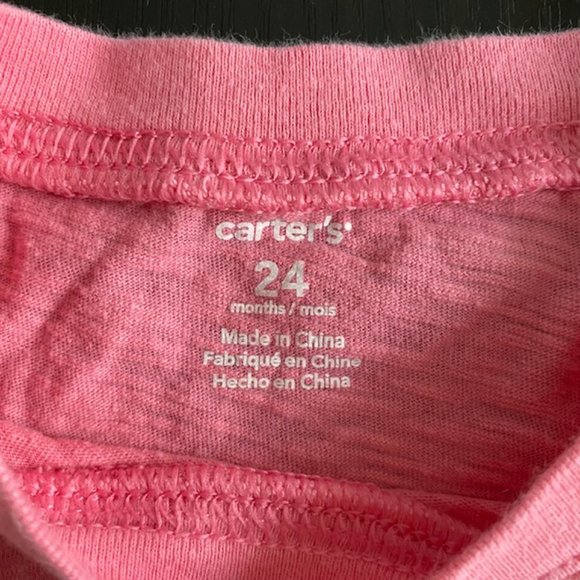 carter's
24
months / mois
Made in China
Fabriqué en Chine
Hecho en China